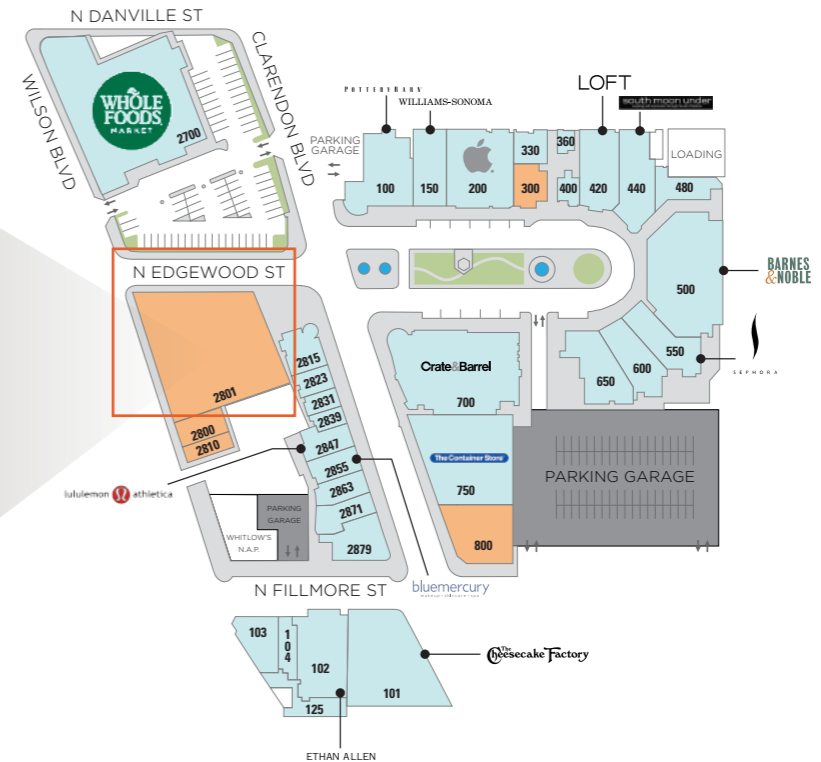 N DANVILLE ST
WILSON BLVD
CLARENDON BLVD
WHOLE
FOODS
MARKET
2700
POTTERY BARN
WILLIAMS-SONOMA
LOFT
south moon under
PARKING
GARAGE
100
150
200
330
300
360
400
420
440
LOADING
480
N EDGEWOOD ST
500
BARNES
&NOBLE
550
SEPHORA
600
650
2801
2800
2810
2815
2823
2831
2839
2847
2855
2863
2871
2879
Crate&Barrel
700
The Container Store
750
800
PARKING GARAGE
lululemon athletica
PARKING
GARAGE
WHITLOW'S
N.A.P.
N FILLMORE ST
bluemercury
103
104
102
101
125
The
Cheesecake Factory
ETHAN ALLEN